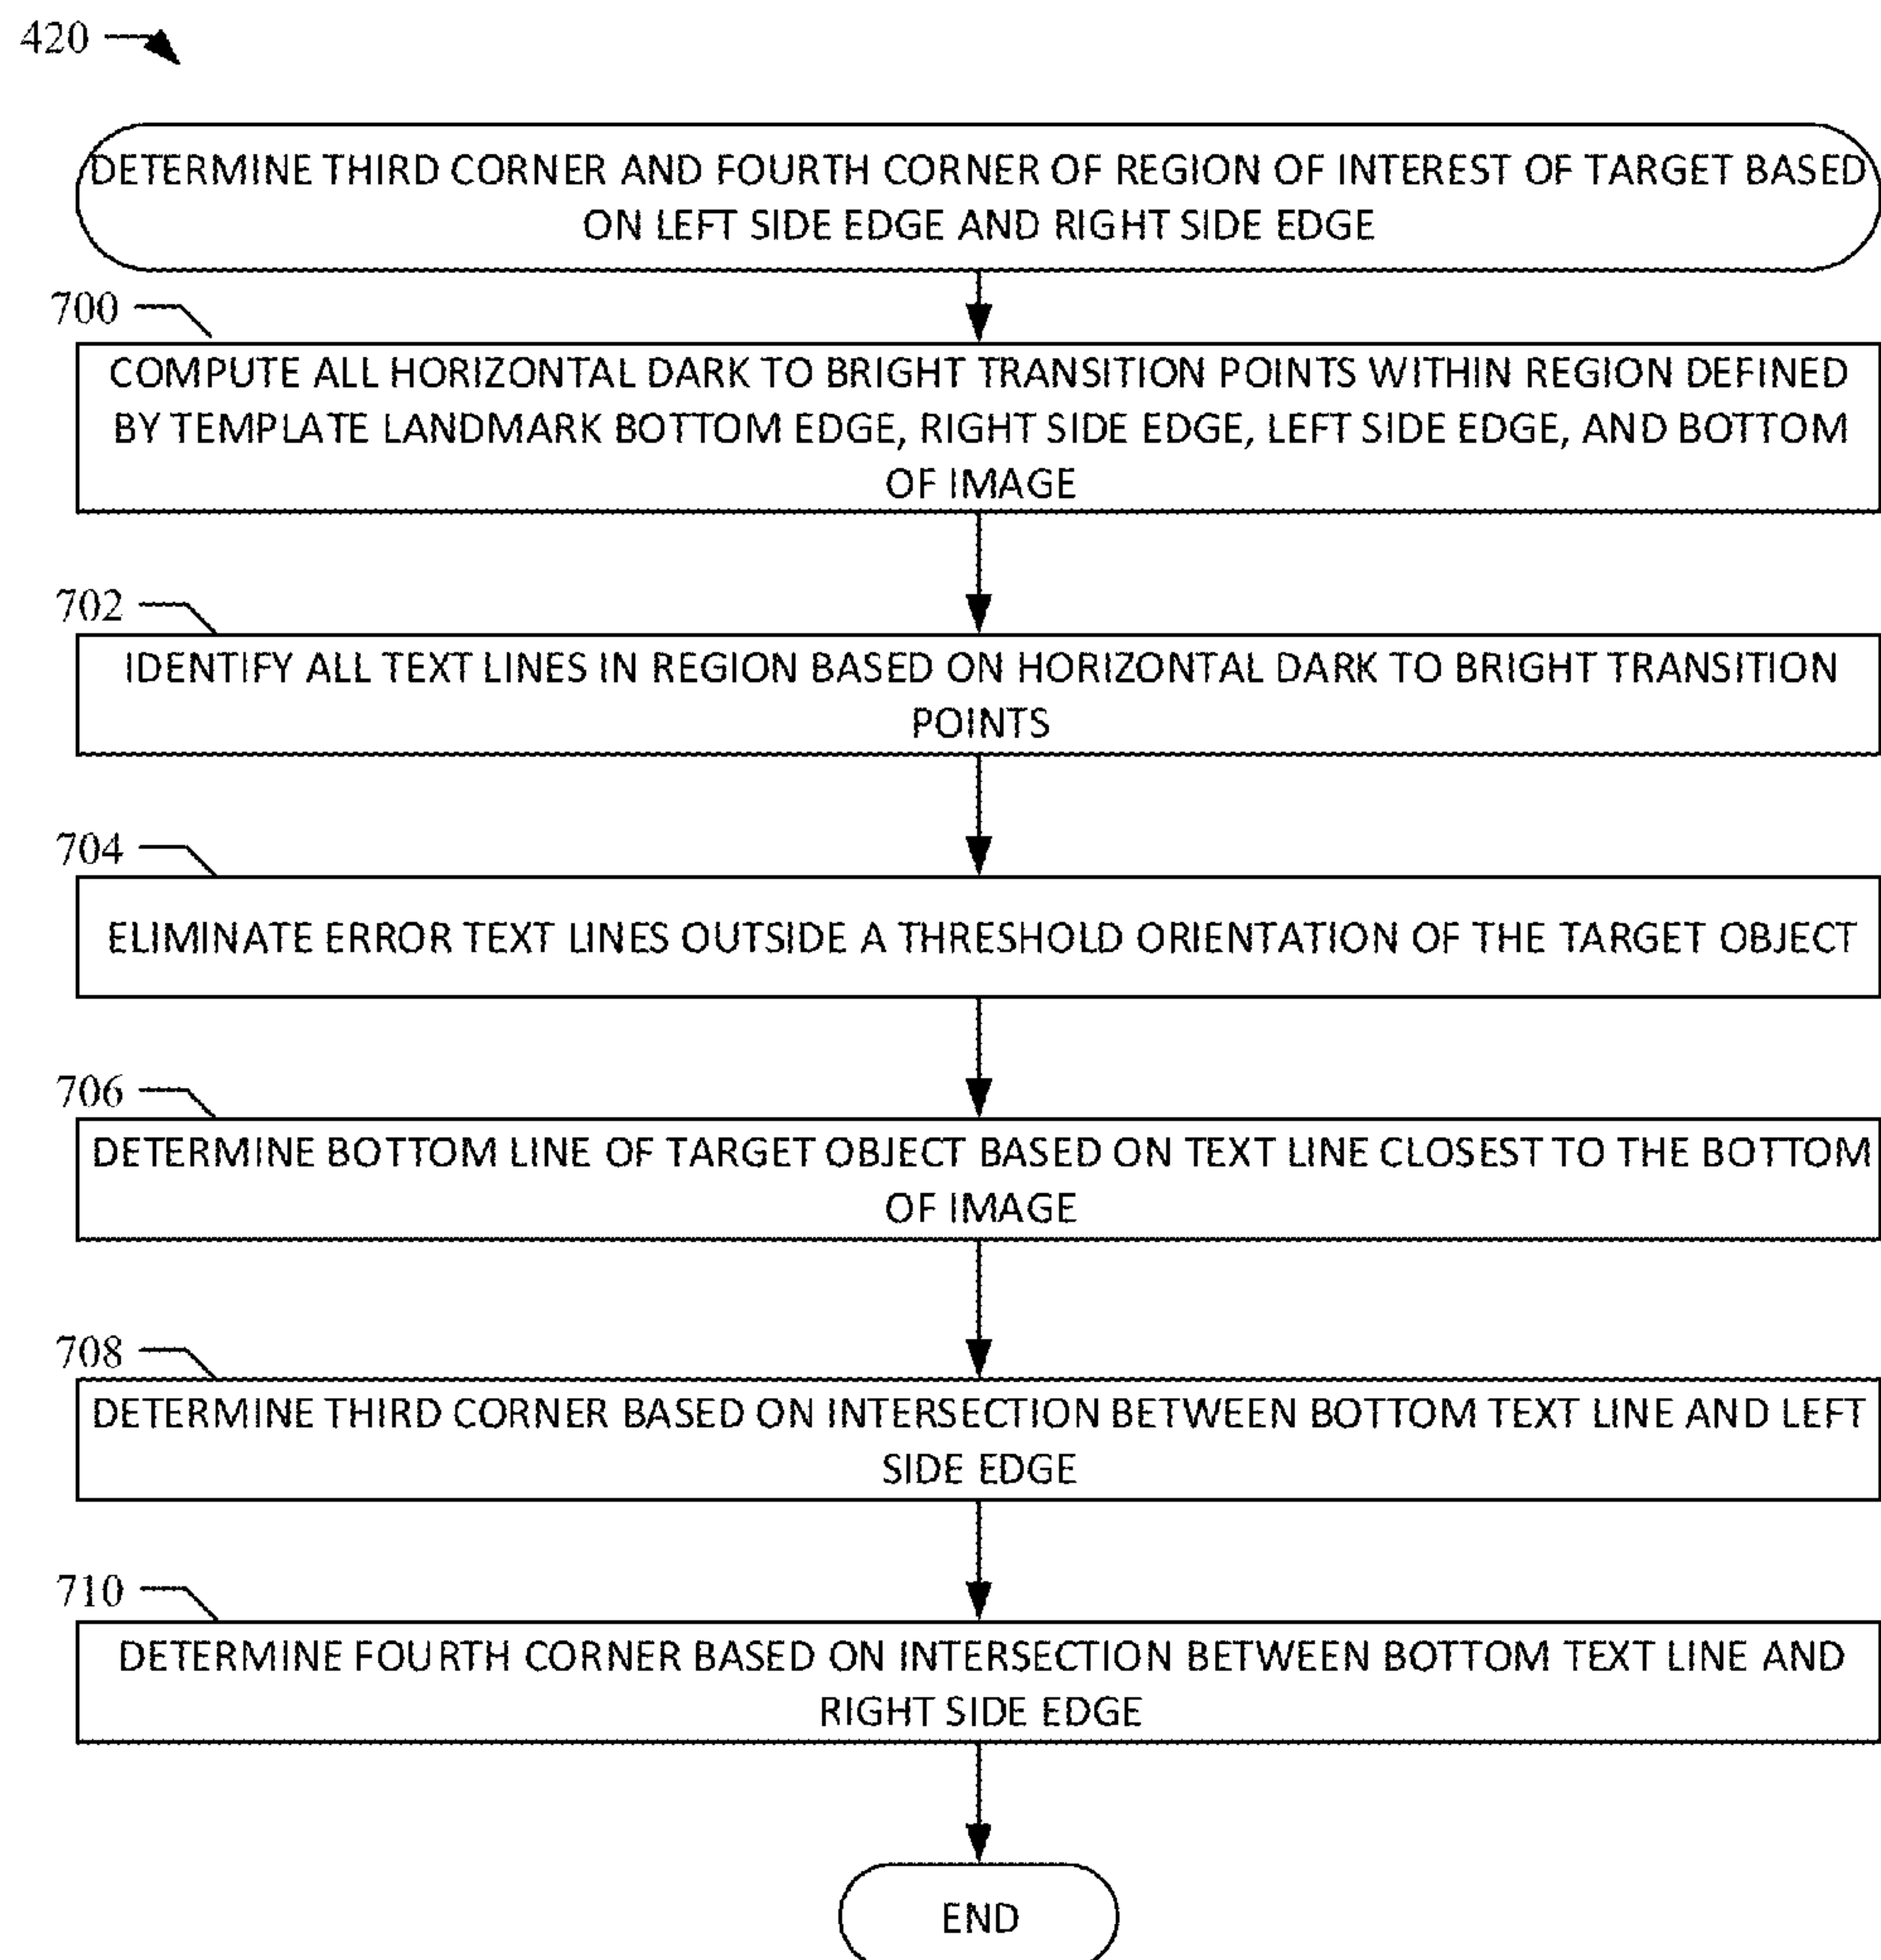 420
DETERMINE THIRD CORNER AND FOURTH CORNER OF REGION OF INTEREST OF TARGET BASED
ON LEFT SIDE EDGE AND RIGHT SIDE EDGE
700
COMPUTE ALL HORIZONTAL DARK TO BRIGHT TRANSITION POINTS WITHIN REGION DEFINED
BY TEMPLATE LANDMARK BOTTOM EDGE, RIGHT SIDE EDGE, LEFT SIDE EDGE, AND BOTTOM
OF IMAGE
702
IDENTIFY ALL TEXT LINES IN REGION BASED ON HORIZONTAL DARK TO BRIGHT TRANSITION
POINTS
704
ELIMINATE ERROR TEXT LINES OUTSIDE A THRESHOLD ORIENTATION OF THE TARGET OBJECT
706
DETERMINE BOTTOM LINE OF TARGET OBJECT BASED ON TEXT LINE CLOSEST TO THE BOTTOM
OF IMAGE
708
DETERMINE THIRD CORNER BASED ON INTERSECTION BETWEEN BOTTOM TEXT LINE AND LEFT
SIDE EDGE
710
DETERMINE FOURTH CORNER BASED ON INTERSECTION BETWEEN BOTTOM TEXT LINE AND
RIGHT SIDE EDGE
END